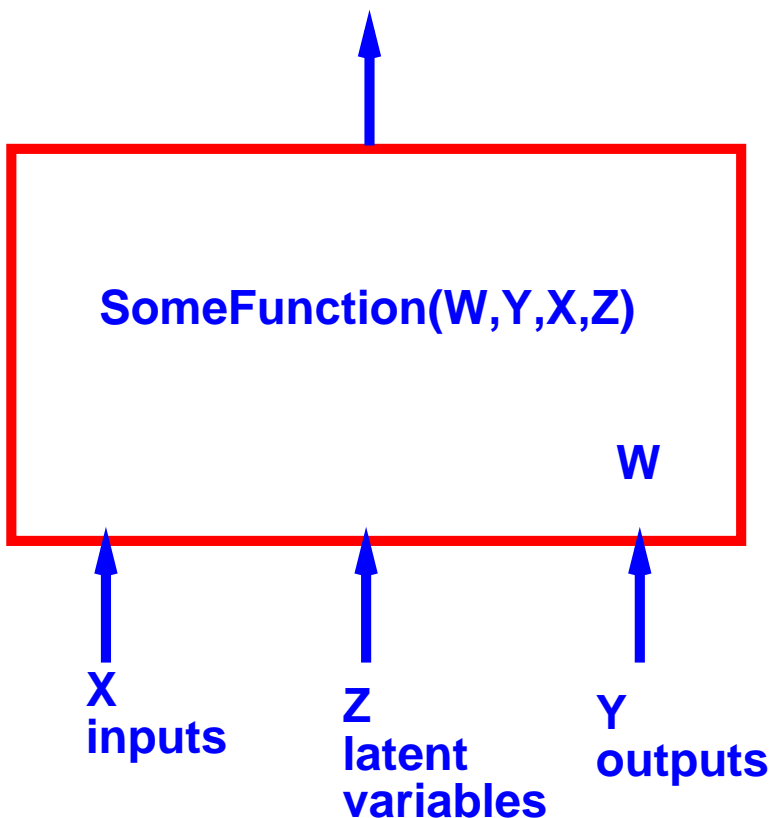 SomeFunction(W,Y,X,Z)
W
X
inputs
Z
latent
variables
Y
outputs